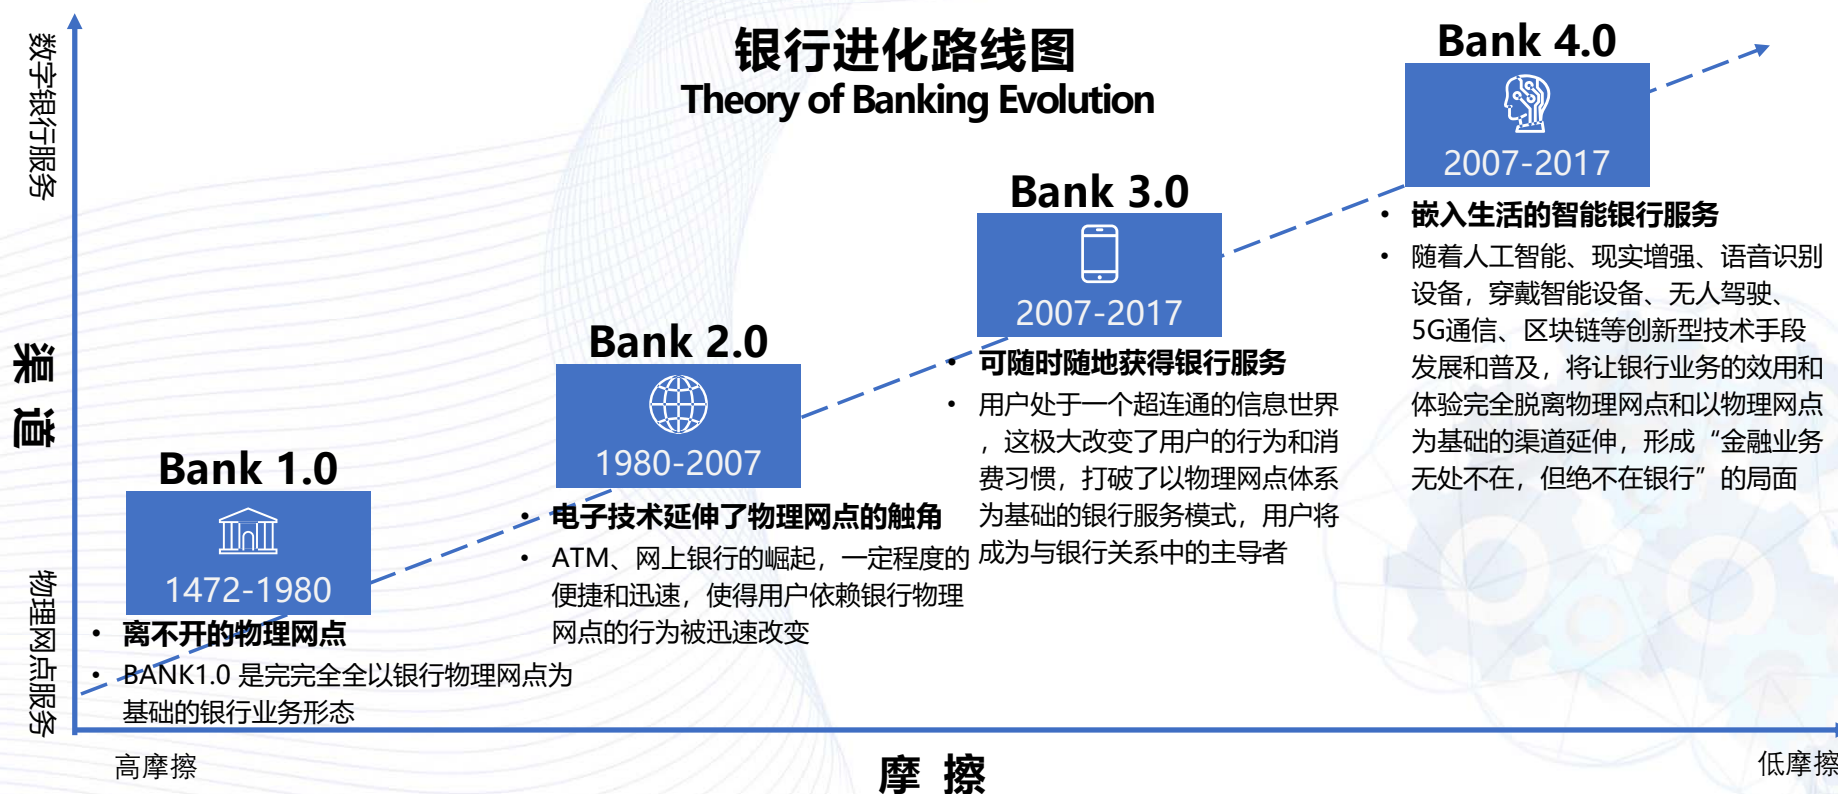 银行进化路线图
Theory of Banking Evolution
数字银行服务
渠 道
物理网点服务
Bank 1.0
1472-1980
• 离不开的物理网点
• BANK1.0 是完完全全以银行物理网点为
基础的银行业务形态
Bank 2.0
1980-2007
• 电子技术延伸了物理网点的触角
• ATM、网上银行的崛起，一定程度的
便捷和迅速，使得用户依赖银行物理
网点的行为被迅速改变
Bank 3.0
2007-2017
• 可随时随地获得银行服务
• 用户处于一个超连通的信息世界
，这极大改变了用户的行为和消
费习惯，打破了以物理网点体系
为基础的银行服务模式，用户将
成为与银行关系中的主导者
Bank 4.0
2007-2017
• 嵌入生活的智能银行服务
• 随着人工智能、现实增强、语音识别
设备，穿戴智能设备、无人驾驶、
5G通信、区块链等创新型技术手段
发展和普及，将让银行业务的效用和
体验完全脱离物理网点和以物理网点
为基础的渠道延伸，形成“金融业务
无处不在，但绝不在银行”的局面
高摩擦
摩 擦
低摩擦